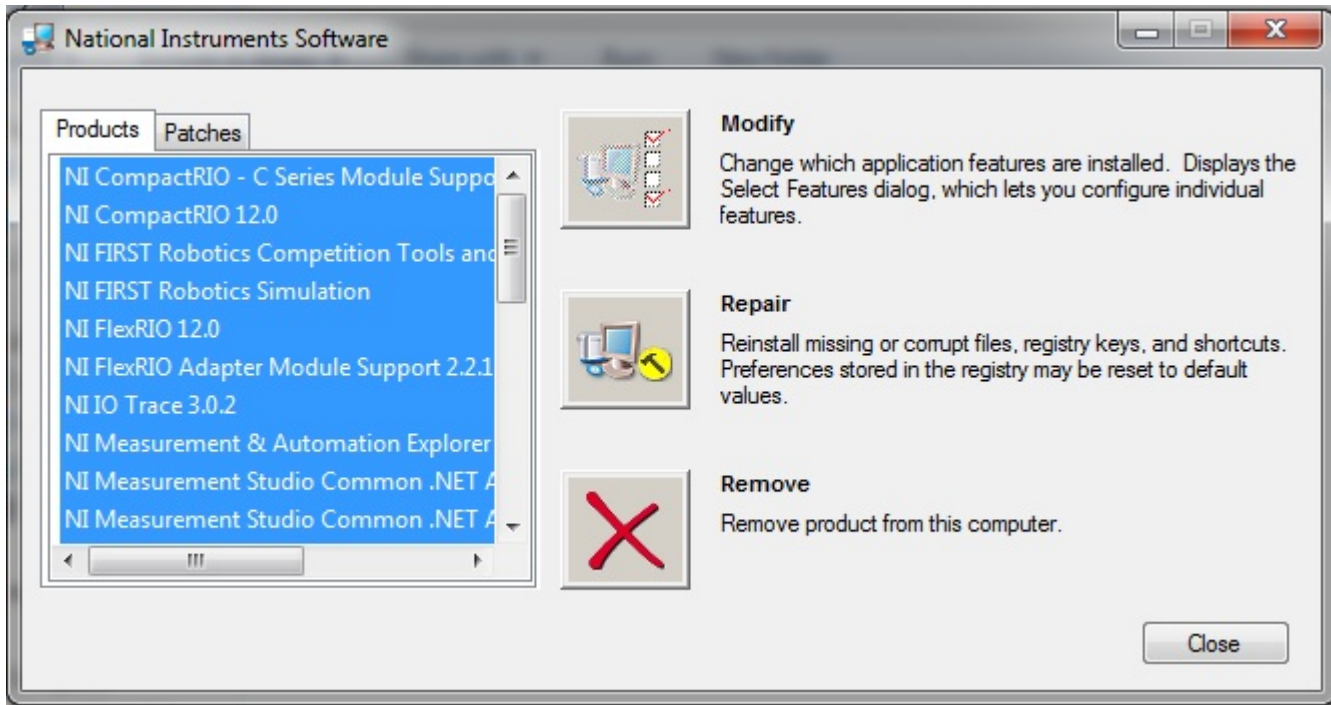 National Instruments Software
Products
Patches
NI CompactRIO - C Series Module Suppo
NI CompactRIO 12.0
NI FIRST Robotics Competition Tools and
NI FIRST Robotics Simulation
NI FlexRIO 12.0
NI FlexRIO Adapter Module Support 2.2.1
NI IO Trace 3.0.2
NI Measurement & Automation Explorer
NI Measurement Studio Common .NET A
NI Measurement Studio Common .NET A
Modify
Change which application features are installed. Displays the
Select Features dialog, which lets you configure individual
features.
Repair
Reinstall missing or corrupt files, registry keys, and shortcuts.
Preferences stored in the registry may be reset to default
values.
Remove
Remove product from this computer.
Close